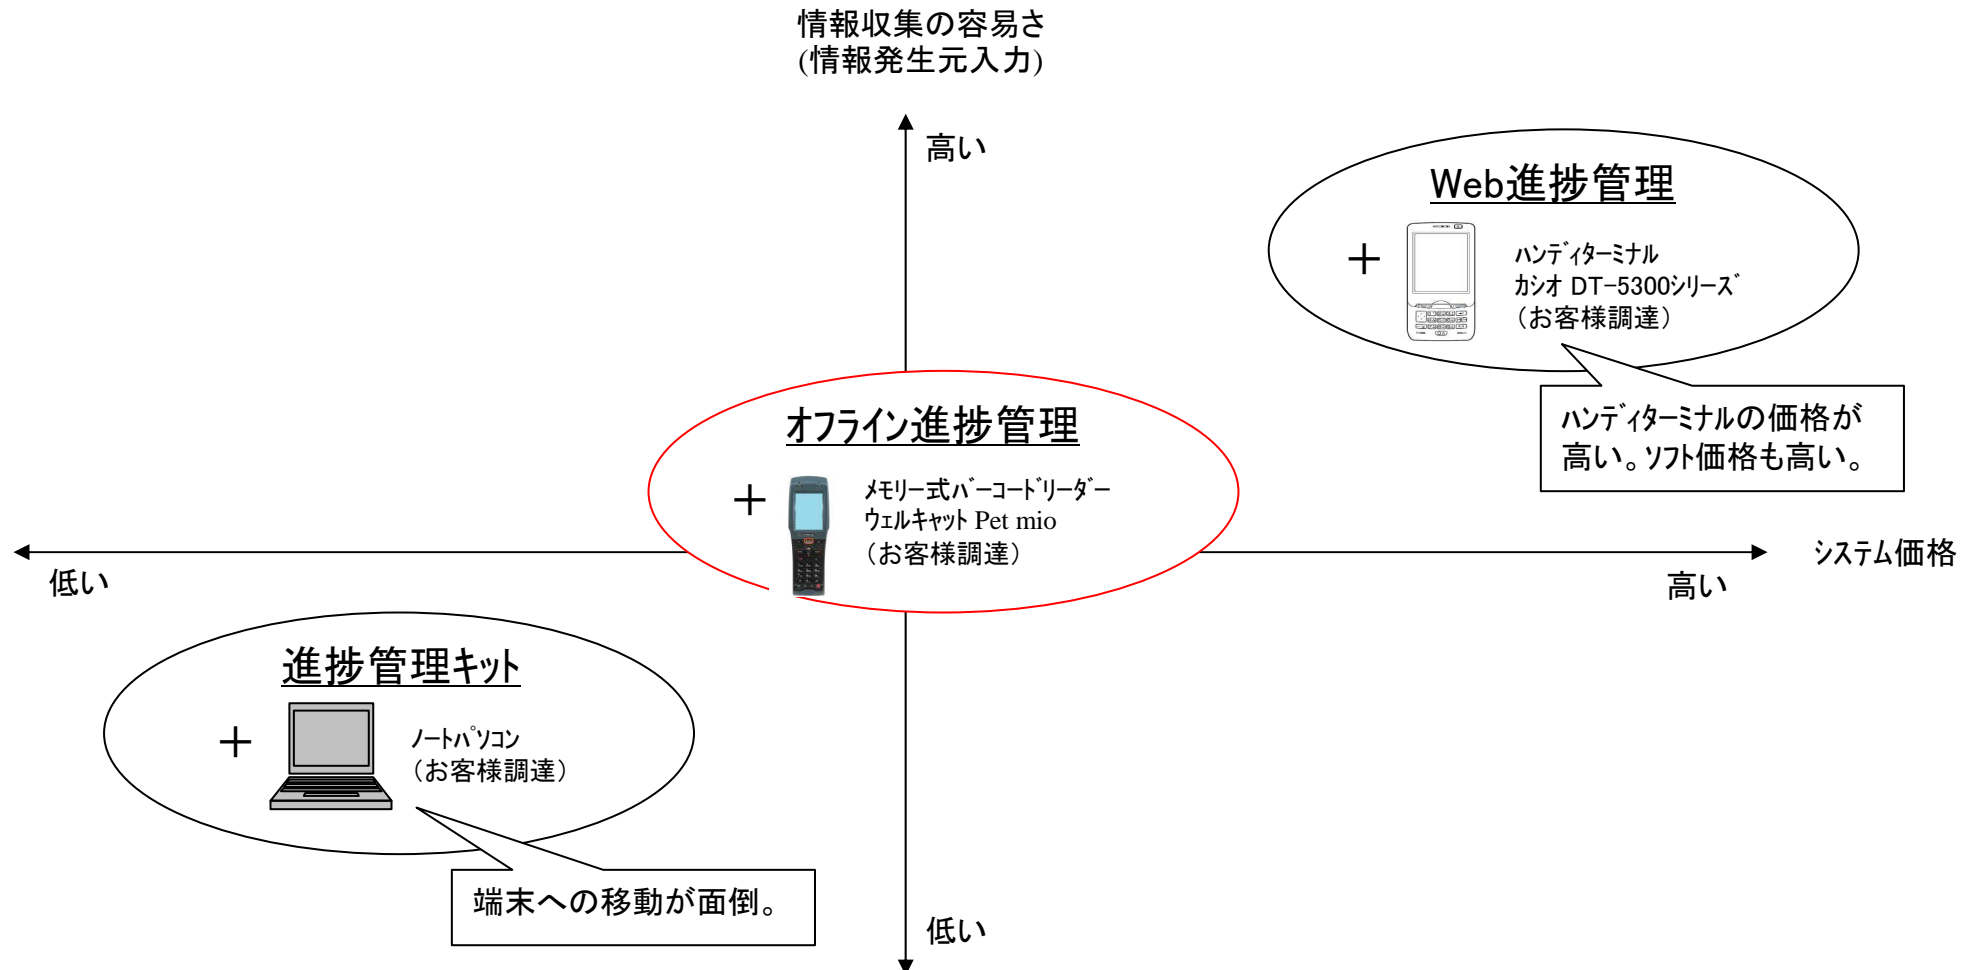 情報収集の容易さ
(情報発生元入力)
高い
Web進捗管理
＋
ﾊﾝﾃﾞｨﾀｰﾐﾅﾙ
ｶｼｵ DT-5300ｼﾘｰｽﾞ
（お客様調達）
ﾊﾝﾃﾞｨﾀｰﾐﾅﾙの価格が
高い。ｿﾌﾄ価格も高い。
ｵﾌﾗｲﾝ進捗管理
＋
ﾒﾓﾘｰ式ﾊﾞｰｺｰﾄﾞﾘｰﾀﾞｰ
ｳｪﾙｷｬｯﾄ Pet mio
（お客様調達）
低い
高い
ｼｽﾃﾑ価格
進捗管理ｷｯﾄ
＋
ﾉｰﾄﾊﾟｿｺﾝ
（お客様調達）
端末への移動が面倒。
低い